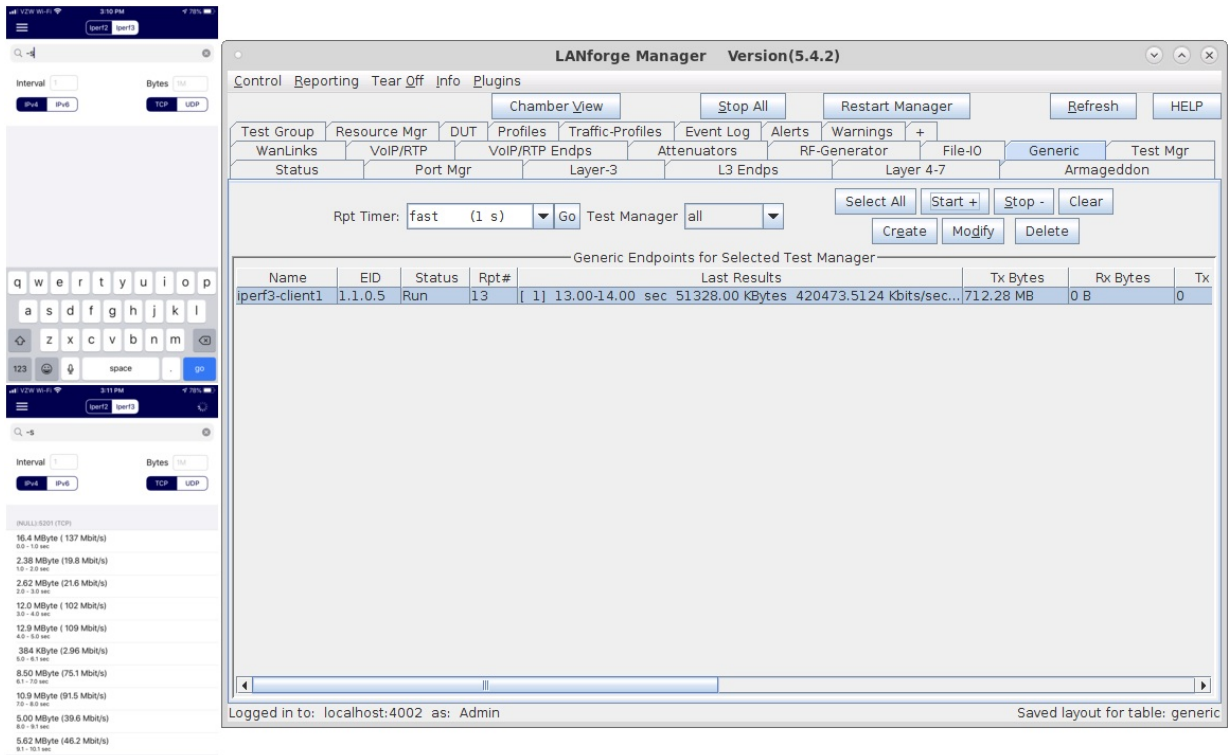 VZW Wi-Fi 3:10 PM 78%
Iperf2 Iperf3
-s
Interval 1 Bytes 1M
IPv4 IPv6 TCP UDP
q w e r t y u i o p
a s d f g h j k l
z x c v b n m
123 space . go
VZW Wi-Fi 3:11 PM 78%
Iperf2 Iperf3
-s
Interval 1 Bytes 1M
IPv4 IPv6 TCP UDP
(NULL):5201 (TCP)
16.4 MByte ( 137 Mbit/s)
0.0 - 1.0 sec
2.38 MByte (19.8 Mbit/s)
1.0 - 2.0 sec
2.62 MByte (21.6 Mbit/s)
2.0 - 3.0 sec
12.0 MByte ( 102 Mbit/s)
3.0 - 4.0 sec
12.9 MByte ( 109 Mbit/s)
4.0 - 5.0 sec
384 KByte (2.96 Mbit/s)
5.0 - 6.1 sec
8.50 MByte (75.1 Mbit/s)
6.1 - 7.0 sec
10.9 MByte (91.5 Mbit/s)
7.0 - 8.0 sec
5.00 MByte (39.6 Mbit/s)
8.0 - 9.1 sec
5.62 MByte (46.2 Mbit/s)
9.1 - 10.1 sec
LANforge Manager Version(5.4.2)
Control Reporting Tear Off Info Plugins
Chamber View Stop All Restart Manager Refresh HELP
Test Group Resource Mgr DUT Profiles Traffic-Profiles Event Log Alerts Warnings +
WanLinks VoIP/RTP VoIP/RTP Endps Attenuators RF-Generator File-IO Generic Test Mgr
Status Port Mgr Layer-3 L3 Endps Layer 4-7 Armageddon
Select All Start + Stop - Clear
Rpt Timer: fast (1 s) Go Test Manager all
Create Modify Delete
Generic Endpoints for Selected Test Manager
Name EID Status Rpt# Last Results Tx Bytes Rx Bytes Tx
iperf3-client1 1.1.0.5 Run 13 [ 1] 13.00-14.00 sec 51328.00 KBytes 420473.5124 Kbits/sec... 712.28 MB 0 B 0
Logged in to: localhost:4002 as: Admin Saved layout for table: generic